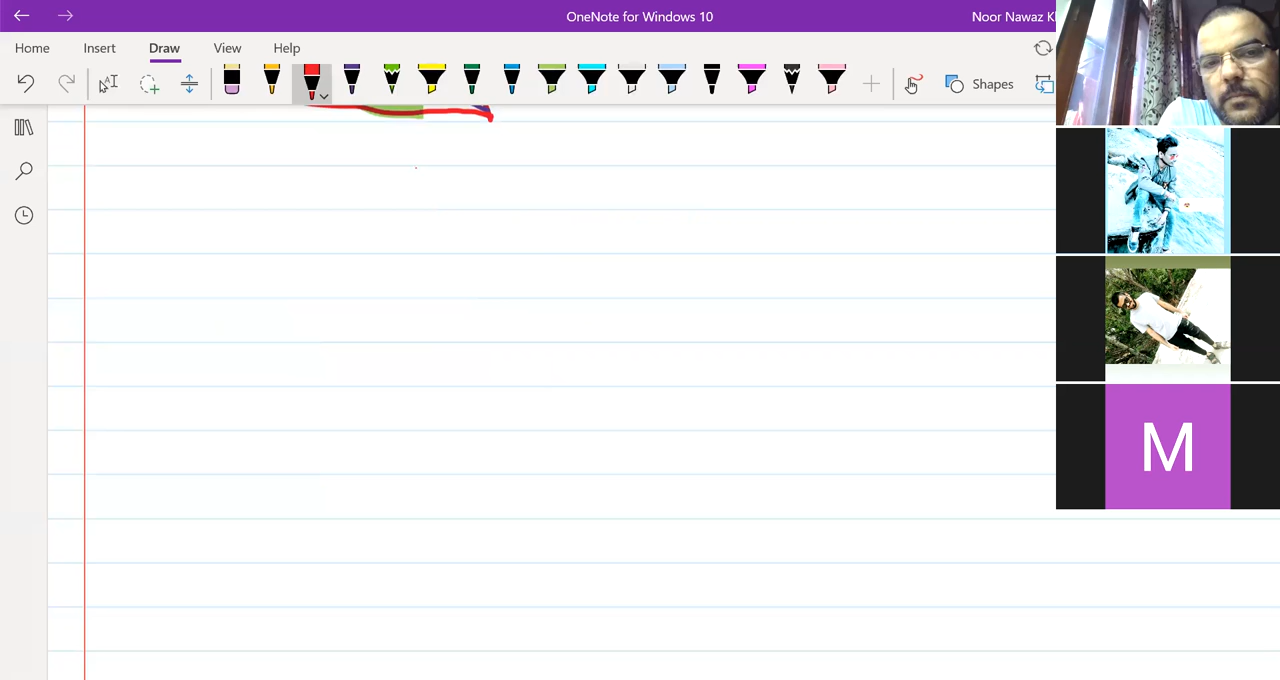 OneNote for Windows 10
Noor Nawaz
Home Insert Draw View Help
Shapes
M